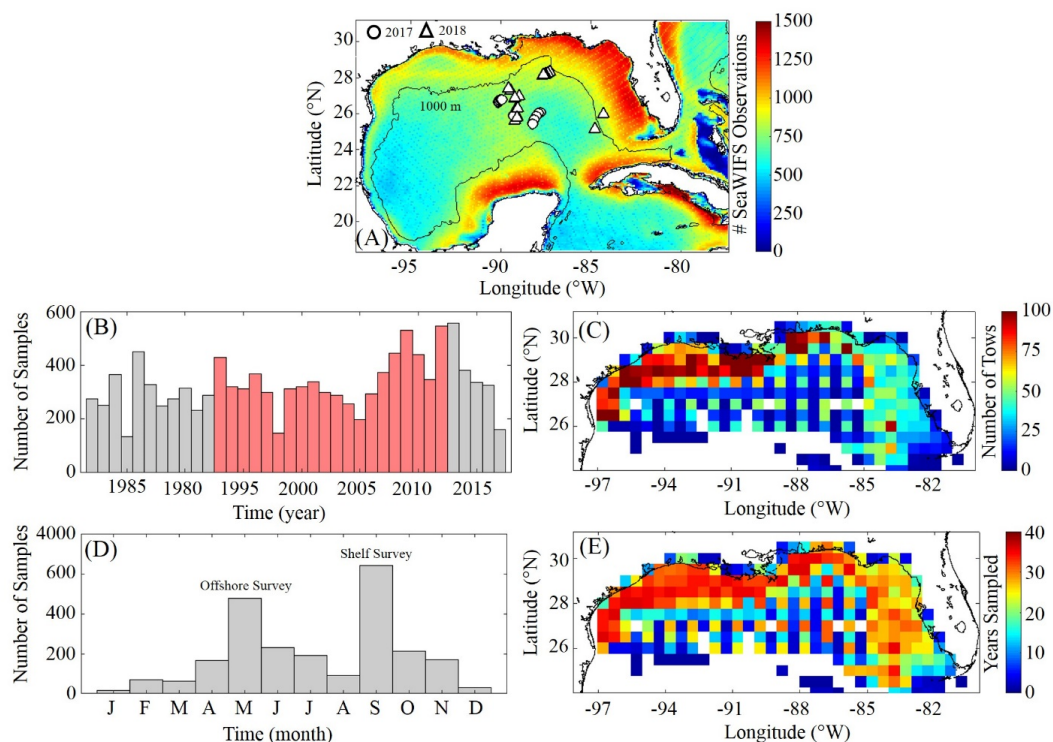 2017 2018
1000 m
(A)
30
28
26
24
22
20
Latitude (°N)
-95 -90 -85 -80
Longitude (°W)
1500
1250
1000
750
500
250
0
# SeaWIFS Observations
(B)
600
400
200
0
Number of Samples
1985 1980 1995 2000 2005 2010 2015
Time (year)
(C)
30
28
26
Latitude (°N)
-97 -94 -91 -88 -85 -82
Longitude (°W)
100
75
50
25
0
Number of Tows
(D)
Offshore Survey
Shelf Survey
4000
600
400
200
0
Number of Samples
J F M A M J J A S O N D
Time (month)
(E)
30
28
26
Latitude (°N)
-97 -94 -91 -88 -85 -82
Longitude (°W)
40
30
20
10
0
Years Sampled